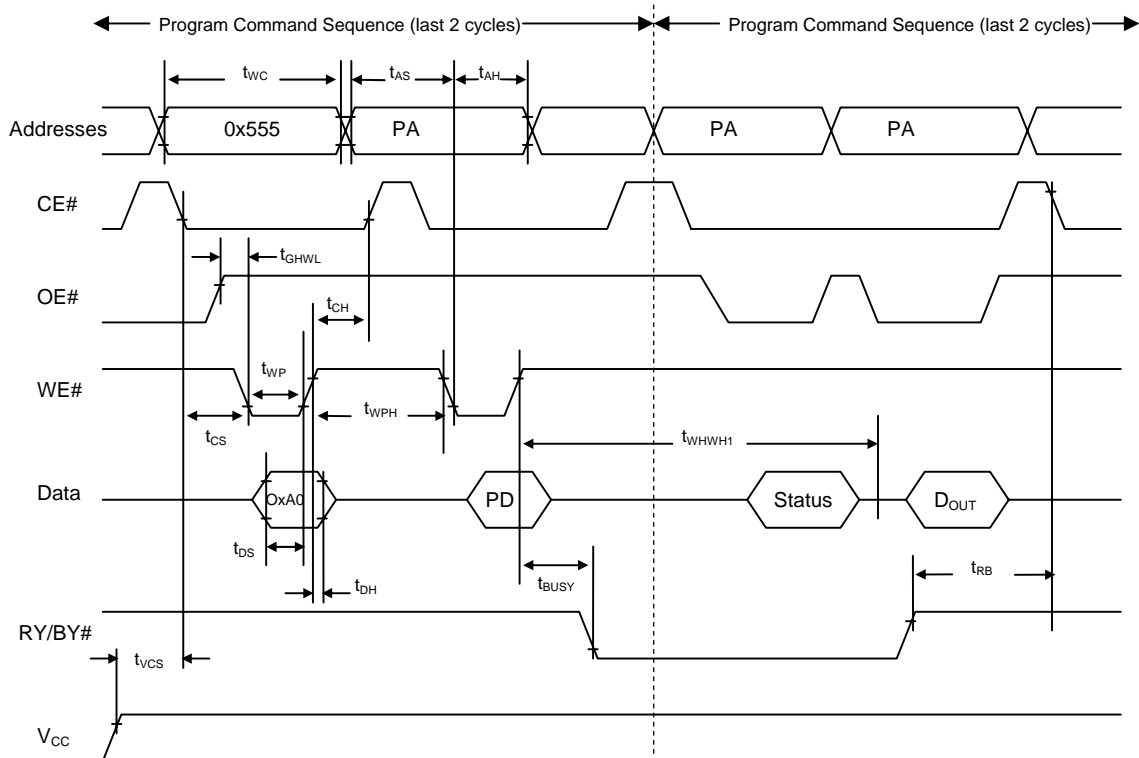 Program Command Sequence (last 2 cycles) Program Command Sequence (last 2 cycles)
tWC tAS tAH
Addresses 0x555 PA PA PA
CE#
tGHWL
OE#
tCH
WE# tWP
tWPH
tCS tWHWH1
Data OxA0 PD Status DOUT
tDS tDH tBUSY tRB
RY/BY#
tVCS
VCC